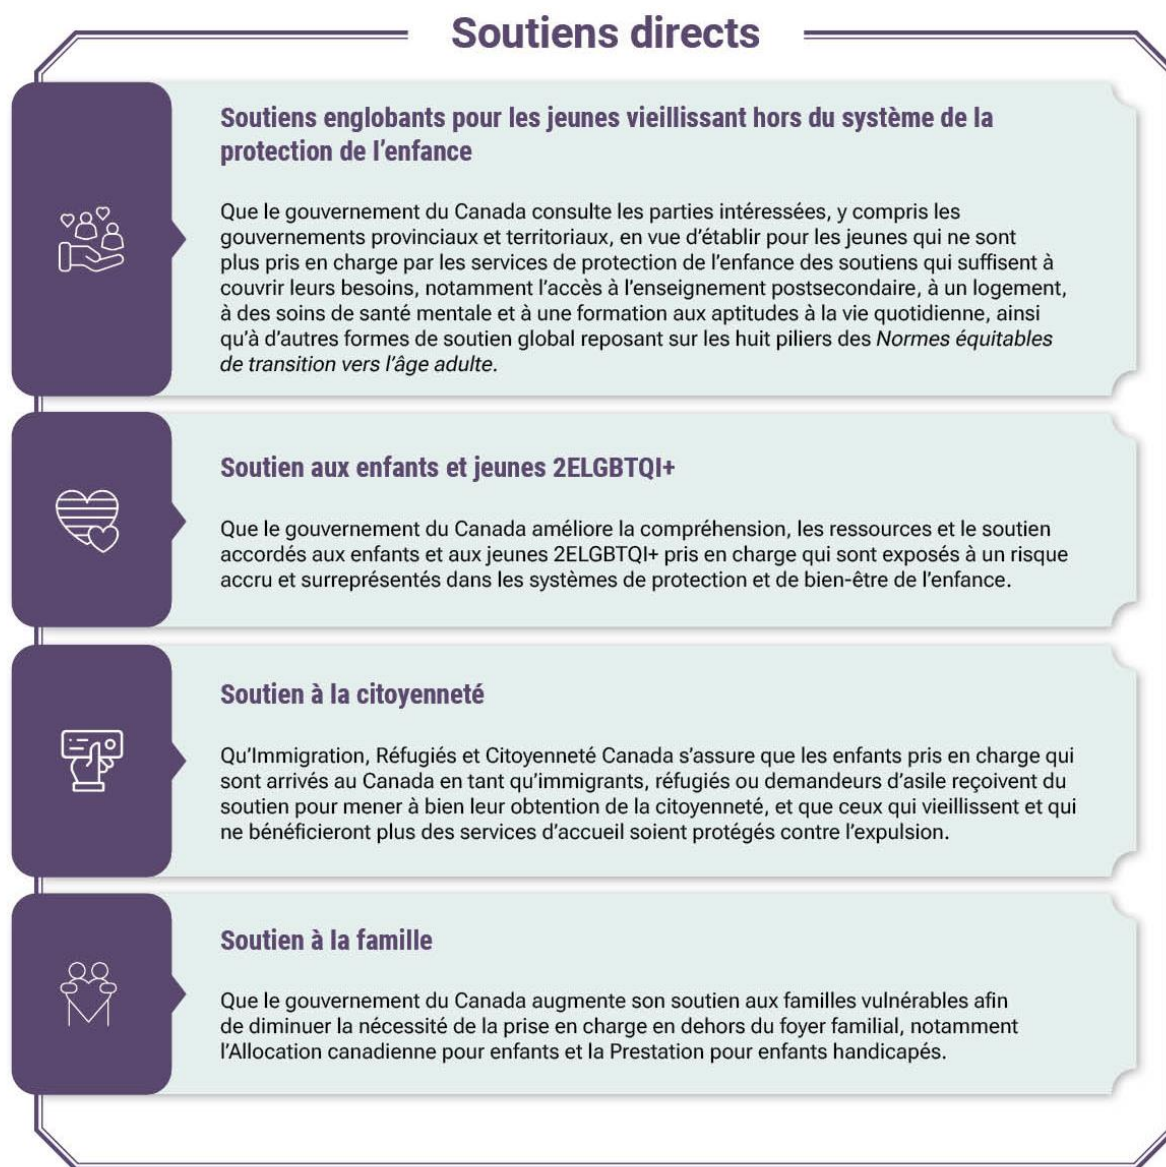 Soutiens directs
Soutiens englobants pour les jeunes vieillissant hors du système de la
protection de l’enfance
Que le gouvernement du Canada consulte les parties intéressées, y compris les
gouvernements provinciaux et territoriaux, en vue d’établir pour les jeunes qui ne sont
plus pris en charge par les services de protection de l’enfance des soutiens qui suffisent à
couvrir leurs besoins, notamment l’accès à l’enseignement postsecondaire, à un logement,
à des soins de santé mentale et à une formation aux aptitudes à la vie quotidienne, ainsi
qu’à d’autres formes de soutien global reposant sur les huit piliers des Normes équitables
de transition vers l’âge adulte.
Soutien aux enfants et jeunes 2ELGBTQI+
Que le gouvernement du Canada améliore la compréhension, les ressources et le soutien
accordés aux enfants et aux jeunes 2ELGBTQI+ pris en charge qui sont exposés à un risque
accru et surreprésentés dans les systèmes de protection et de bien-être de l’enfance.
Soutien à la citoyenneté
Qu’Immigration, Réfugiés et Citoyenneté Canada s’assure que les enfants pris en charge qui
sont arrivés au Canada en tant qu’immigrants, réfugiés ou demandeurs d’asile reçoivent du
soutien pour mener à bien leur obtention de la citoyenneté, et que ceux qui vieillissent et qui
ne bénéficieront plus des services d’accueil soient protégés contre l’expulsion.
Soutien à la famille
Que le gouvernement du Canada augmente son soutien aux familles vulnérables afin
de diminuer la nécessité de la prise en charge en dehors du foyer familial, notamment
l’Allocation canadienne pour enfants et la Prestation pour enfants handicapés.